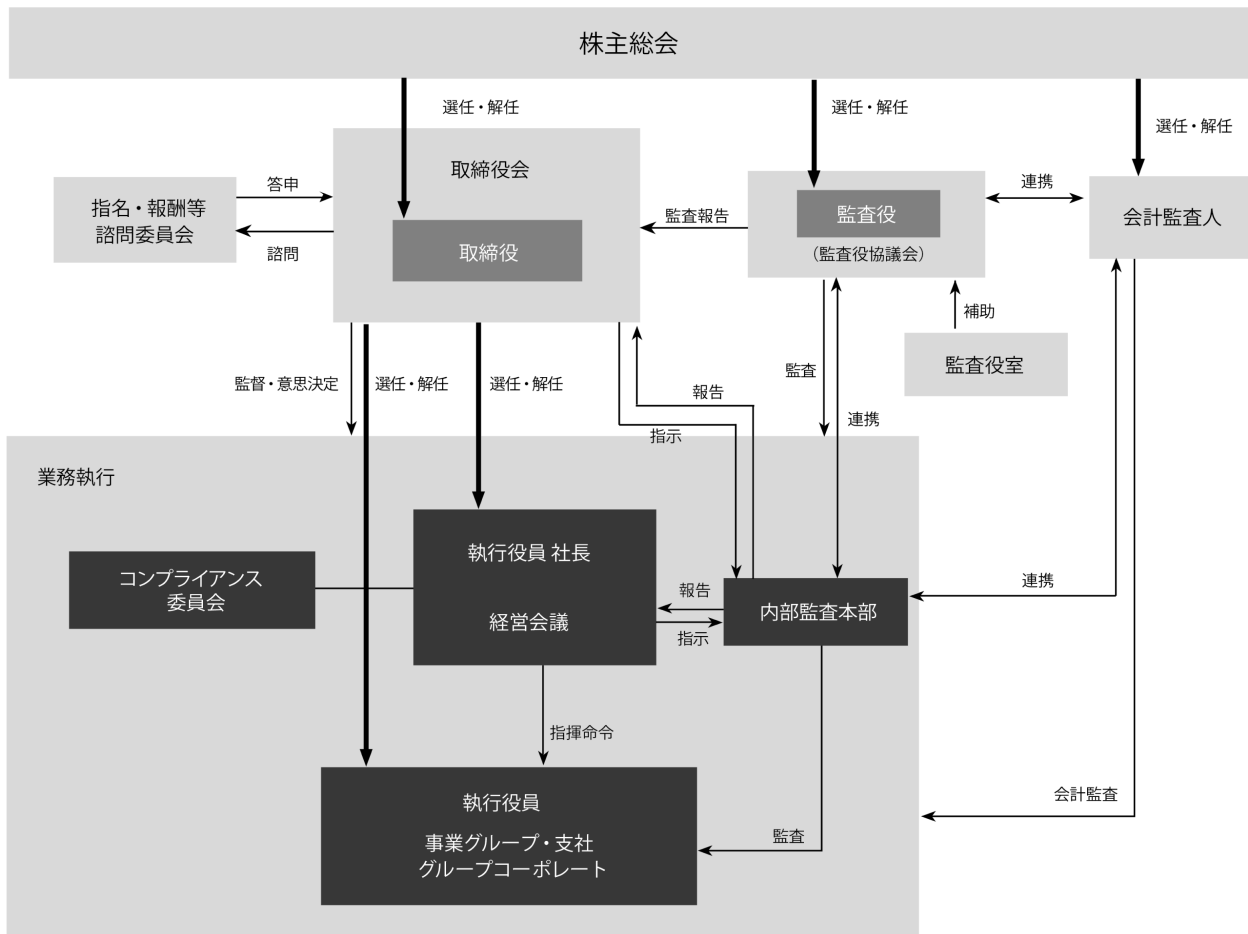 株主総会
選任・解任
選任・解任
選任・解任
取締役会
取締役
指名・報酬等
諮問委員会
答申
諮問
監査報告
監査役
（監査役協議会）
連携
会計監査人
補助
監査役室
監督・意思決定
選任・解任
選任・解任
報告
指示
監査
連携
業務執行
コンプライアンス
委員会
執行役員 社長
経営会議
報告
指示
内部監査本部
連携
指揮命令
執行役員
事業グループ・支社
グループコーポレート
監査
会計監査